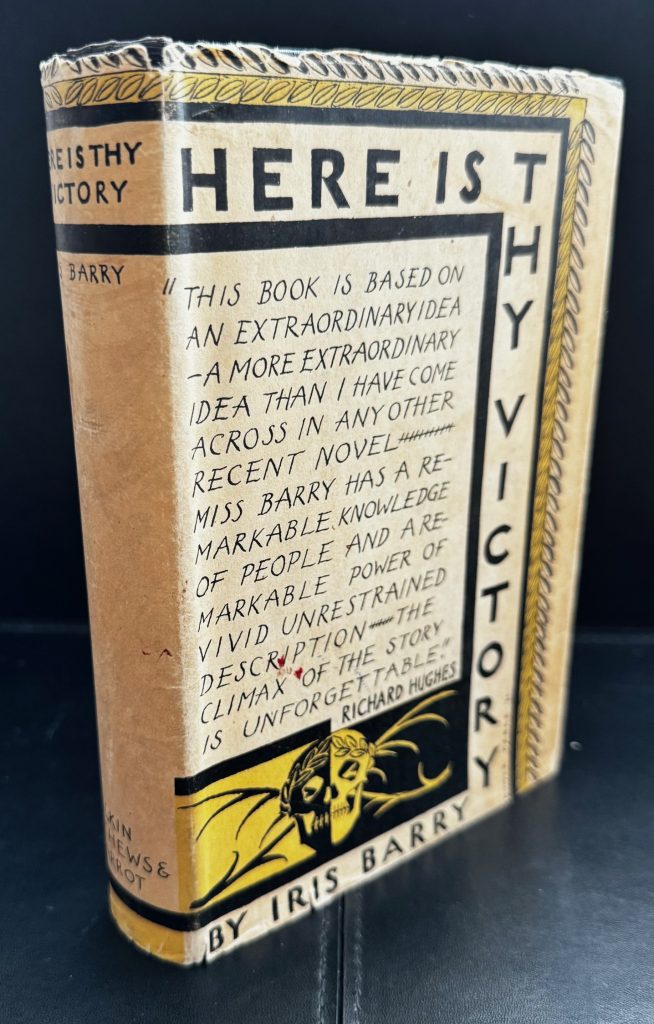 RE IS THY
ICTORY
S BARRY
KIN
HEWS &
RROT
HERE IS THY VICTORY
"THIS BOOK IS BASED ON
AN EXTRAORDINARY IDEA
—A MORE EXTRAORDINARY
IDEA THAN I HAVE COME
ACROSS IN ANY OTHER
RECENT NOVEL
MISS BARRY HAS A RE-
MARKABLE KNOWLEDGE
OF PEOPLE AND A RE-
MARKABLE POWER OF
VIVID UNRESTRAINED
DESCRIPTION — THE
CLIMAX OF THE STORY
IS UNFORGETTABLE."
RICHARD HUGHES
BY IRIS BARRY